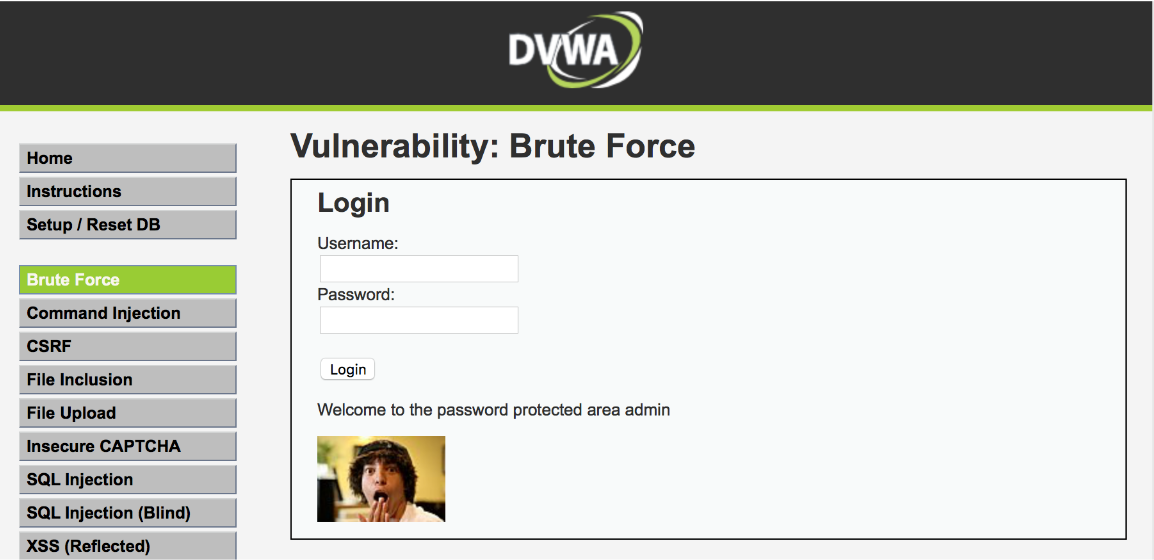 DVWA
Home
Instructions
Setup / Reset DB
Brute Force
Command Injection
CSRF
File Inclusion
File Upload
Insecure CAPTCHA
SQL Injection
SQL Injection (Blind)
XSS (Reflected)
Vulnerability: Brute Force
Login
Username:
Password:
Login
Welcome to the password protected area admin